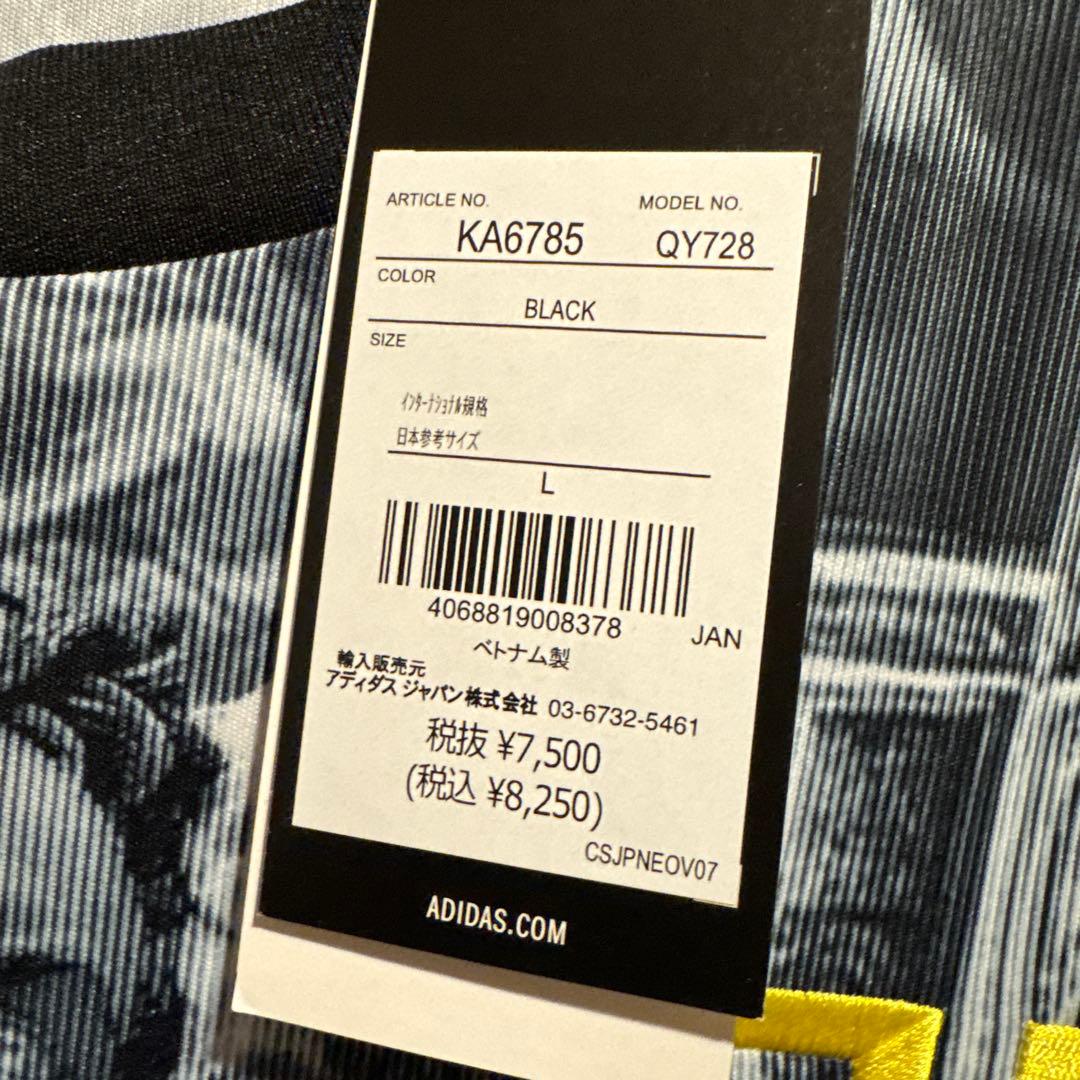 ARTICLE NO. MODEL NO.
KA6785 QY728
COLOR
BLACK
SIZE
インターナショナル規格
日本参考サイズ
L
4068819008378 JAN
ベトナム製
輸入販売元
アディダス ジャパン株式会社 03-6732-5461
税抜 ¥7,500
(税込 ¥8,250)
CSJPNEOV07
ADIDAS.COM